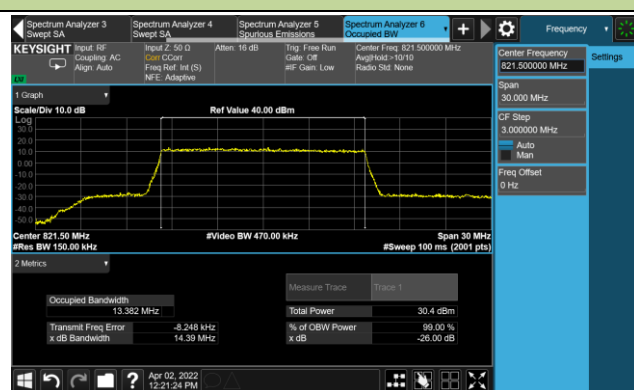 Spectrum Analyzer 3
Swept SA
Spectrum Analyzer 4
Swept SA
Spectrum Analyzer 5
Spurious Emissions
Spectrum Analyzer 6
Occupied BW
Frequency
KEYSIGHT
Input: RF
Coupling: AC
Align: Auto
Input Z: 50 Ω
Corr CCorr
Freq Ref: Int (S)
NFE: Adaptive
Atten: 16 dB
Trig: Free Run
Gate: Off
#IF Gain: Low
Center Freq: 821.500000 MHz
Avg|Hold:>10/10
Radio Std: None
LXI
Center Frequency
821.500000 MHz
Settings
Span
30.000 MHz
CF Step
3.000000 MHz
Auto
Man
Freq Offset
0 Hz
1 Graph
Scale/Div 10.0 dB
Ref Value 40.00 dBm
Log
30.0
20.0
10.0
0.00
-10.0
-20.0
-30.0
-40.0
-50.0
Center 821.50 MHz
#Res BW 150.00 kHz
#Video BW 470.00 kHz
Span 30 MHz
#Sweep 100 ms (2001 pts)
2 Metrics
Measure Trace
Trace 1
Occupied Bandwidth
13.382 MHz
Total Power
30.4 dBm
Transmit Freq Error
-8.248 kHz
% of OBW Power
99.00 %
x dB Bandwidth
14.39 MHz
x dB
-26.00 dB
Apr 02, 2022
12:21:24 PM